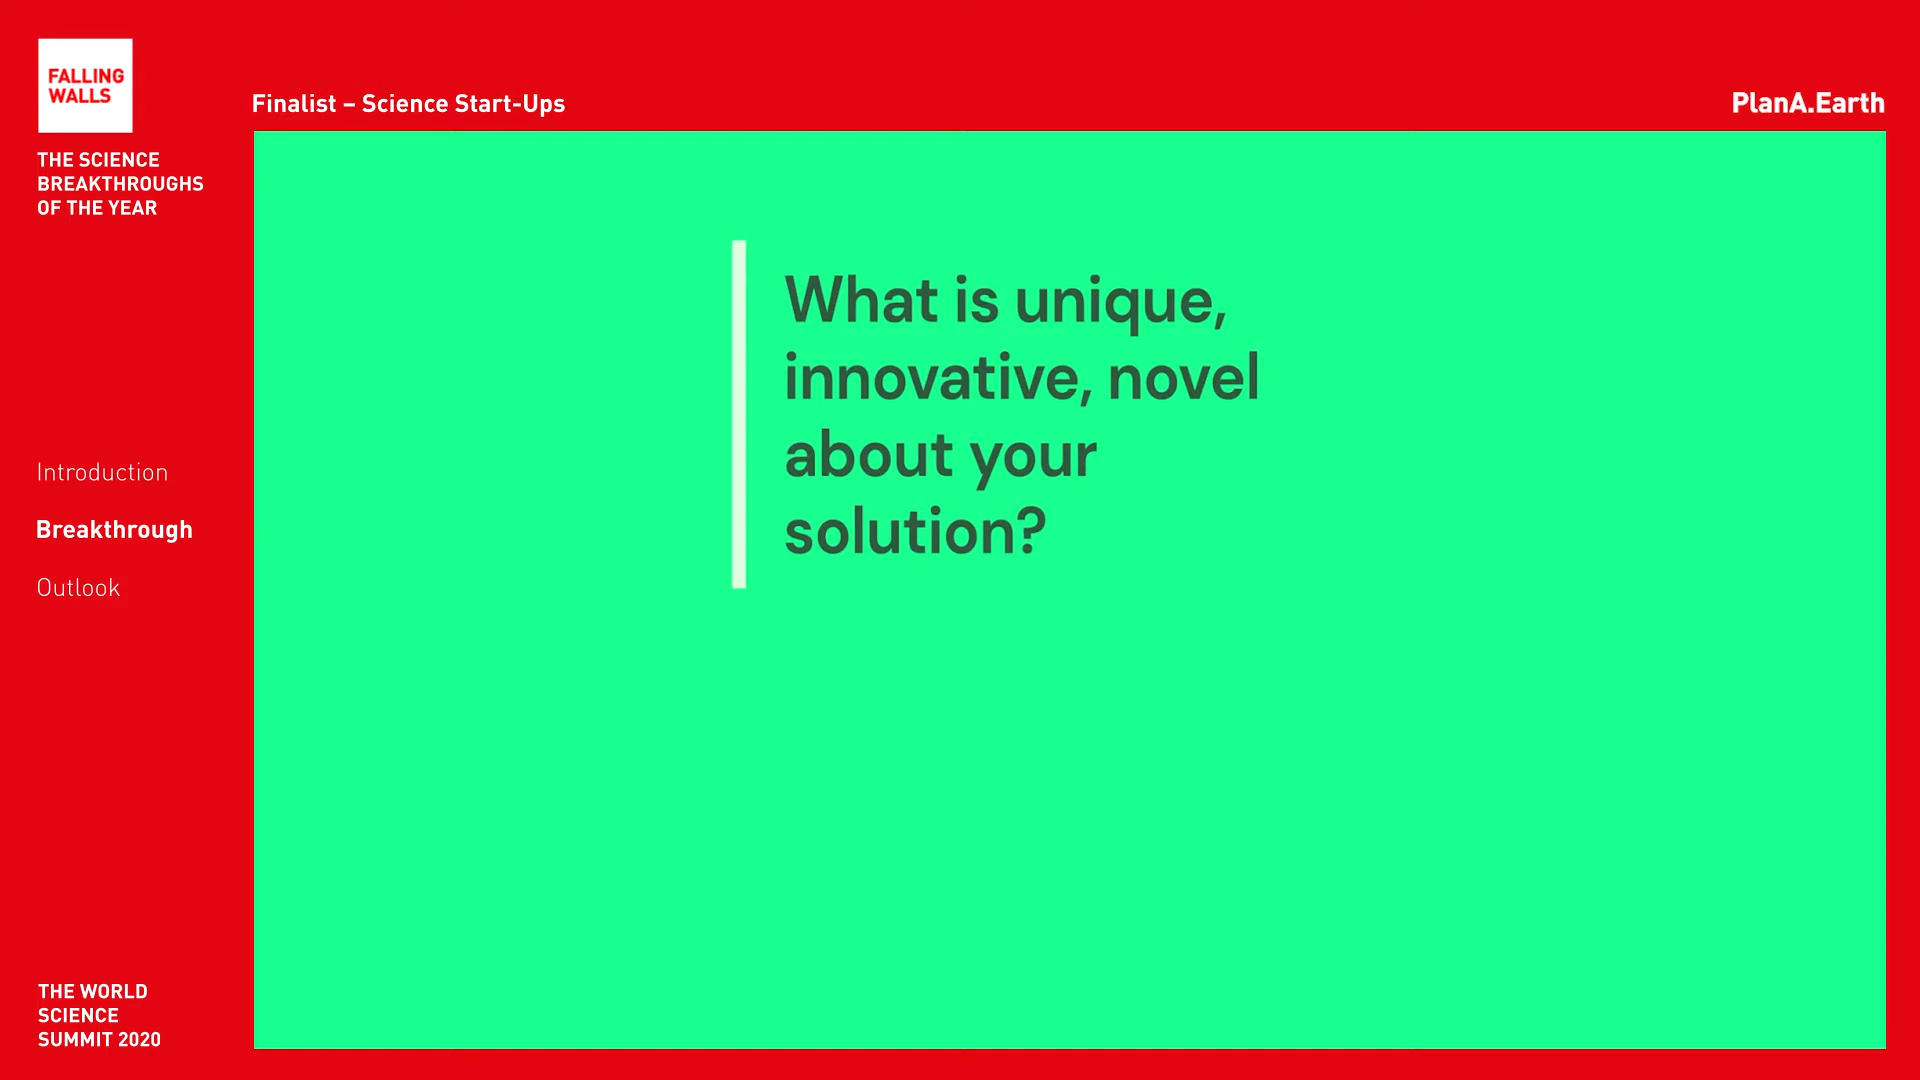 FALLING
WALLS
THE SCIENCE
BREAKTHROUGHS
OF THE YEAR
Finalist – Science Start-Ups
PlanA.Earth
What is unique,
innovative, novel
about your
solution?
Introduction
Breakthrough
Outlook
THE WORLD
SCIENCE
SUMMIT 2020